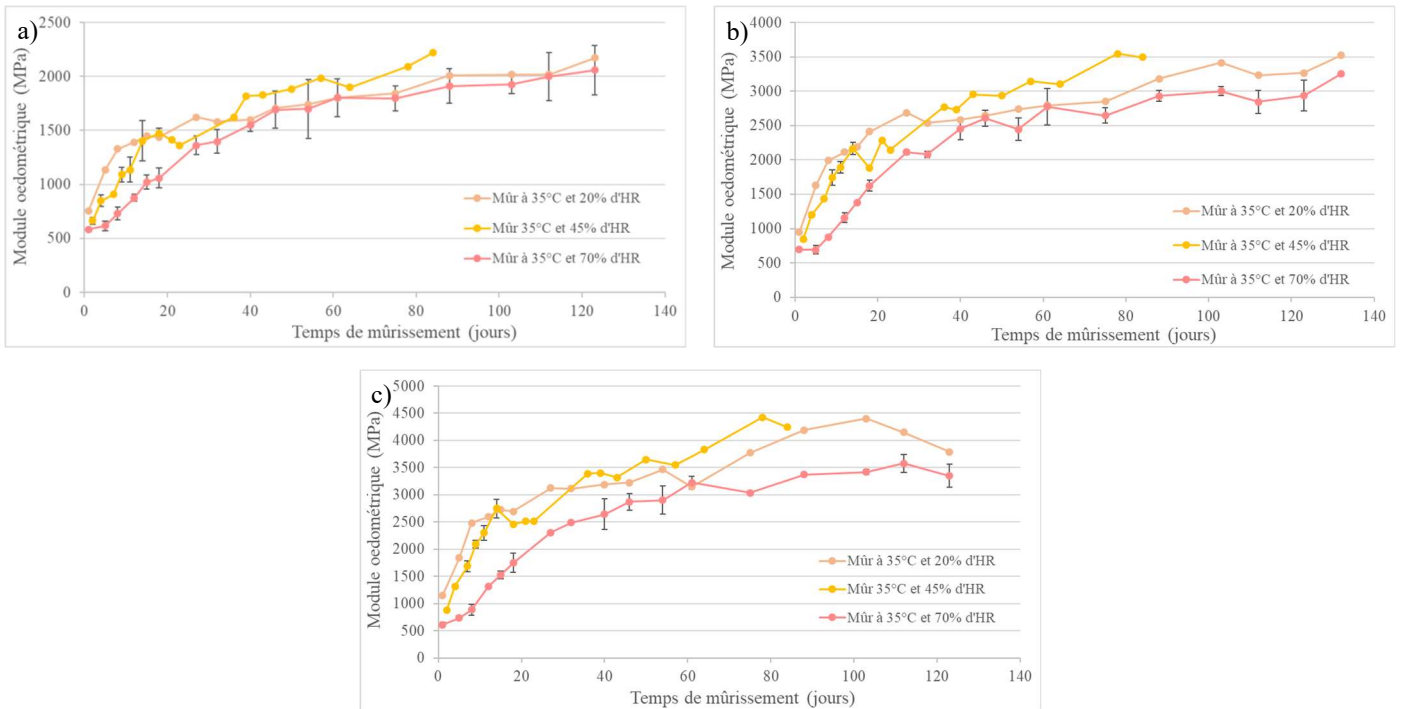 a)
2500
2000
1500
1000
500
0
Module oedométrique (MPa)
0 20 40 60 80 100 120 140
Temps de mûrissement (jours)
Mûr à 35°C et 20% d'HR
Mûr 35°C et 45% d'HR
Mûr à 35°C et 70% d'HR
b)
4000
3500
3000
2500
2000
1500
1000
500
0
Module oedométrique (MPa)
0 20 40 60 80 100 120 140
Temps de mûrissement (jours)
Mûr à 35°C et 20% d'HR
Mûr 35°C et 45% d'HR
Mûr à 35°C et 70% d'HR
c)
5000
4500
4000
3500
3000
2500
2000
1500
1000
500
0
Module oedométrique (MPa)
0 20 40 60 80 100 120 140
Temps de mûrissement (jours)
Mûr à 35°C et 20% d'HR
Mûr 35°C et 45% d'HR
Mûr à 35°C et 70% d'HR